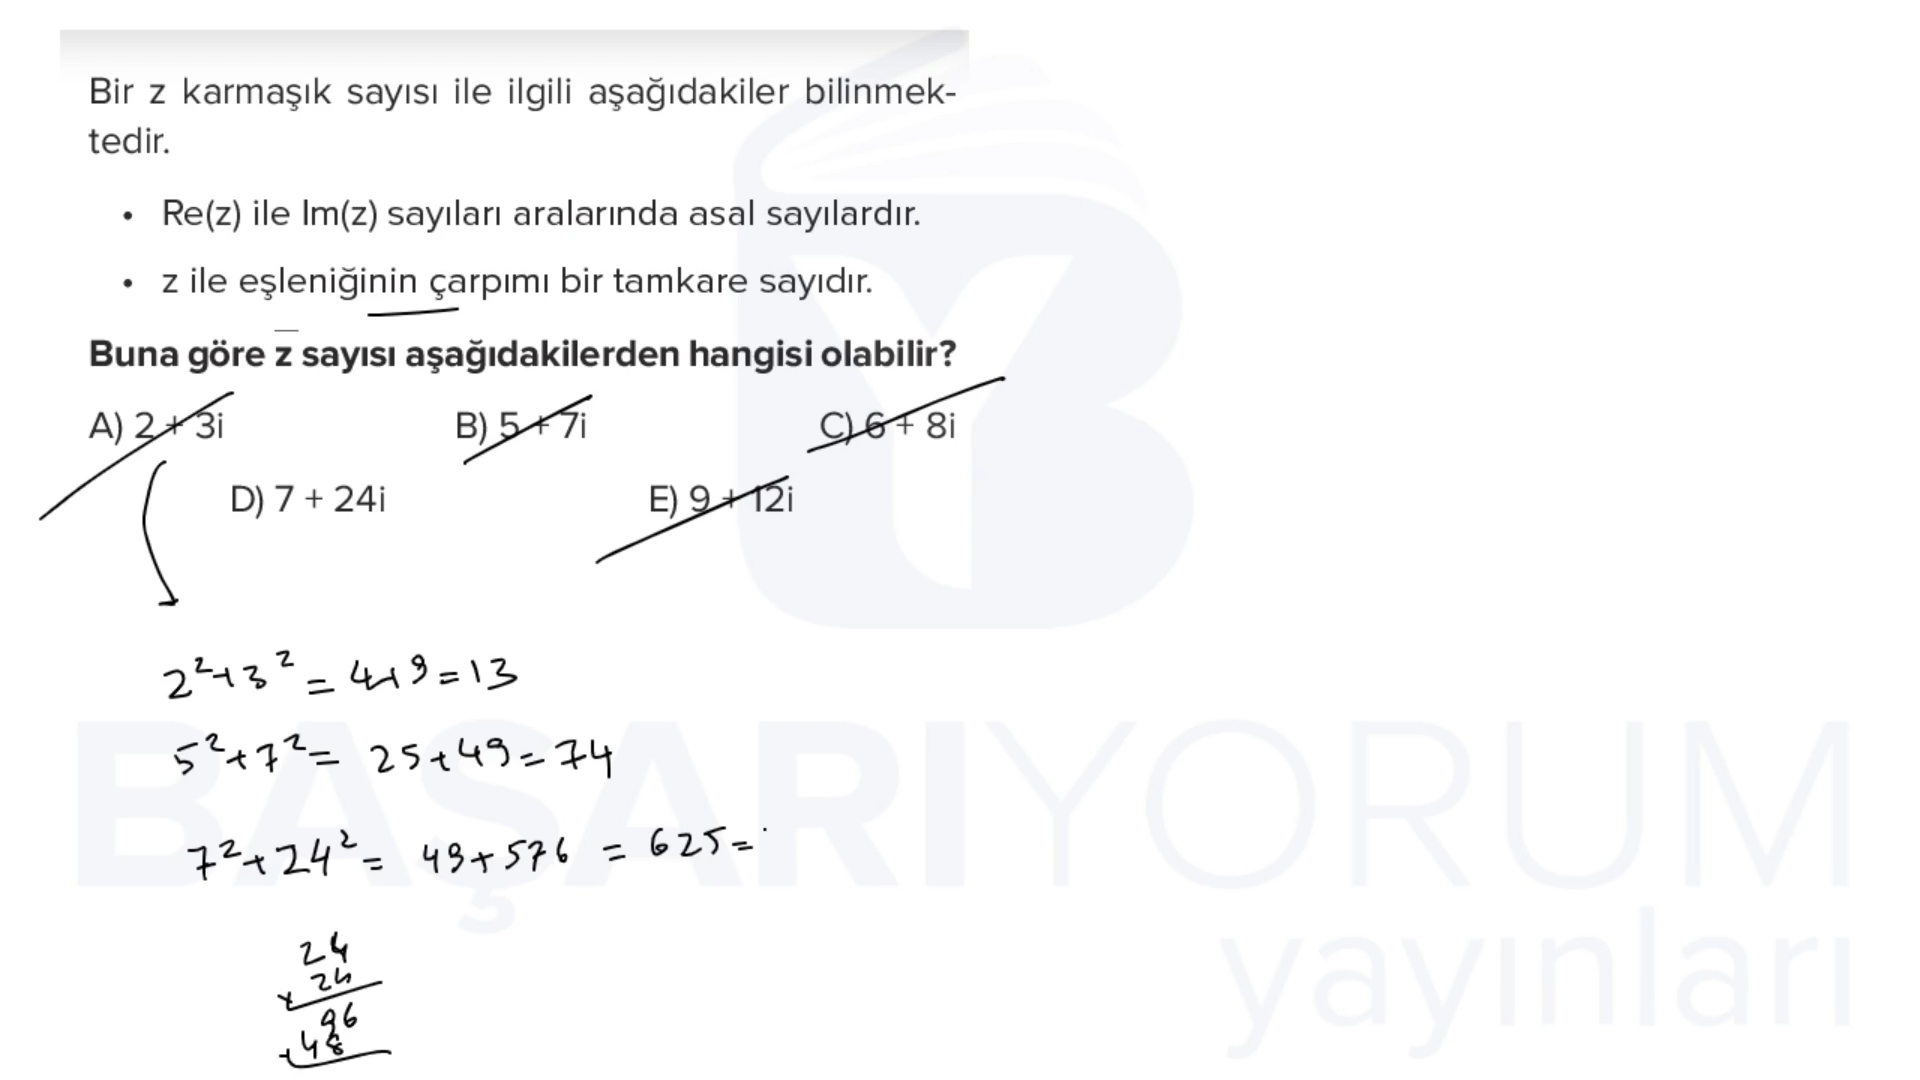 Bir z karmaşık sayısı ile ilgili aşağıdakiler bilinmek-
tedir.
• Re(z) ile Im(z) sayıları aralarında asal sayılardır.
• z ile eşleniğinin çarpımı bir tamkare sayıdır.
Buna göre z̅ sayısı aşağıdakilerden hangisi olabilir?
A) 2 + 3i B) 5 + 7i C) 6 + 8i
D) 7 + 24i E) 9 + 12i
2²+3² = 4+9=13
5²+7²= 25+49=74
7²+24²= 49+576 = 625=
24
x 24
96
+48
BAŞARIYORUM
yayınları